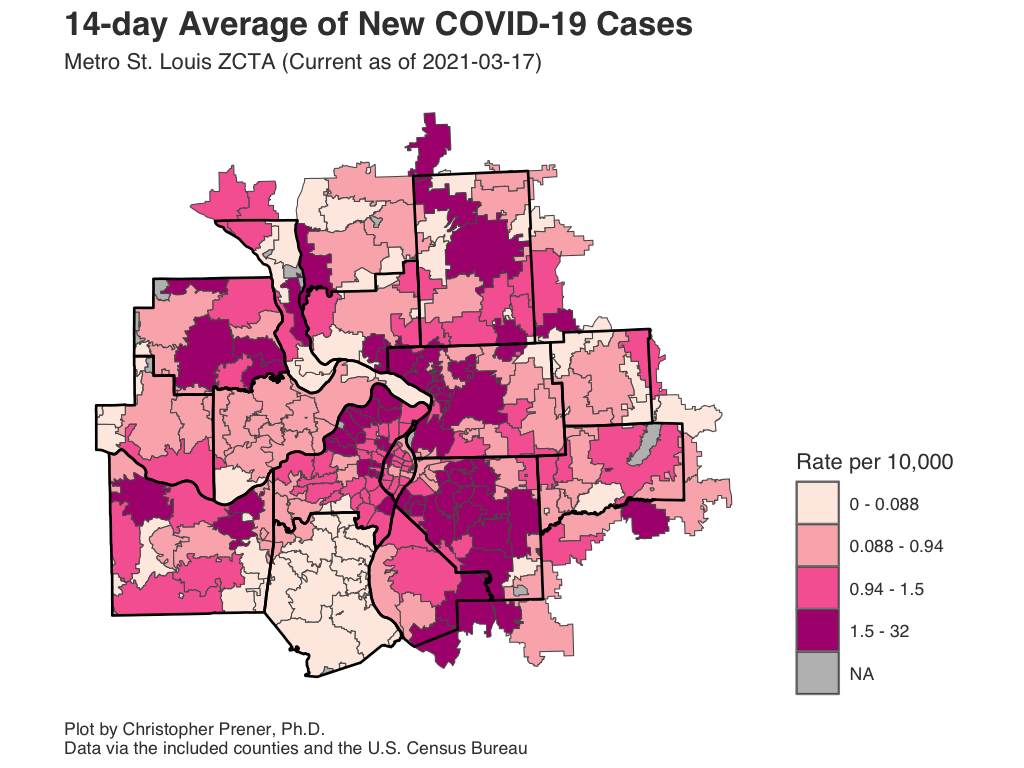 14-day Average of New COVID-19 Cases
Metro St. Louis ZCTA (Current as of 2021-03-17)
Rate per 10,000
0 - 0.088
0.088 - 0.94
0.94 - 1.5
1.5 - 32
NA
Plot by Christopher Prener, Ph.D.
Data via the included counties and the U.S. Census Bureau